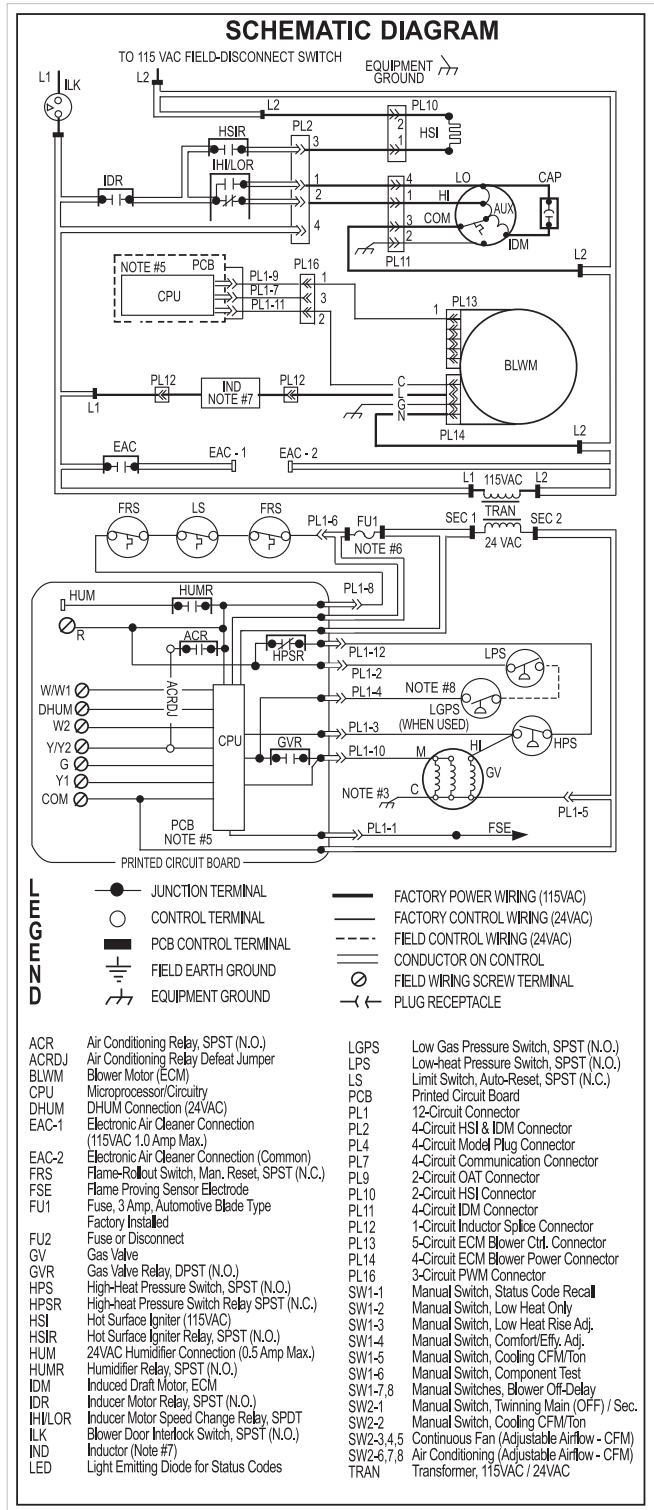 SCHEMATIC DIAGRAM
TO 115 VAC FIELD-DISCONNECT SWITCH
EQUIPMENT
GROUND
L1
ILK
L2
L2
PL10
HSIR
PL2
2
1
HSI
3
IHI/LOR
IDR
1
2
4
4
1
3
2
LO
CAP
HI
COM
AUX
IDM
PL11
L2
NOTE #5
PCB
CPU
PL1-9
PL1-7
PL1-11
PL16
1
3
2
PL13
1
BLWM
L1
PL12
IND
NOTE #7
PL12
C
L
G
N
PL14
L2
EAC
EAC - 1
EAC - 2
L1
115VAC
L2
TRAN
FRS
LS
FRS
PL1-6
FU1
NOTE #6
SEC 1
SEC 2
24 VAC
HUM
HUMR
PL1-8
R
ACR
HPSR
PL1-12
LPS
PL1-2
W/W1
DHUM
W2
Y/Y2
G
Y1
COM
ACRDJ
CPU
PL1-4
NOTE #8
LGPS
(WHEN USED)
PL1-3
HPS
GVR
PL1-10
M
HI
GV
NOTE #3
C
PL1-5
PCB
NOTE #5
PL1-1
FSE
PRINTED CIRCUIT BOARD
LEGEND
JUNCTION TERMINAL
CONTROL TERMINAL
PCB CONTROL TERMINAL
FIELD EARTH GROUND
EQUIPMENT GROUND
FACTORY POWER WIRING (115VAC)
FACTORY CONTROL WIRING (24VAC)
FIELD CONTROL WIRING (24VAC)
CONDUCTOR ON CONTROL
FIELD WIRING SCREW TERMINAL
PLUG RECEPTACLE
ACR Air Conditioning Relay, SPST (N.O.)
ACRDJ Air Conditioning Relay Defeat Jumper
BLWM Blower Motor (ECM)
CPU Microprocessor/Circuitry
DHUM DHUM Connection (24VAC)
EAC-1 Electronic Air Cleaner Connection
(115VAC 1.0 Amp Max.)
EAC-2 Electronic Air Cleaner Connection (Common)
FRS Flame-Rollout Switch, Man. Reset, SPST (N.C.)
FSE Flame Proving Sensor Electrode
FU1 Fuse, 3 Amp, Automotive Blade Type
Factory Installed
FU2 Fuse or Disconnect
GV Gas Valve
GVR Gas Valve Relay, DPST (N.O.)
HPS High-Heat Pressure Switch, SPST (N.O.)
HPSR High-heat Pressure Switch Relay SPST (N.C.)
HSI Hot Surface Igniter (115VAC)
HSIR Hot Surface Igniter Relay, SPST (N.O.)
HUM 24VAC Humidifier Connection (0.5 Amp Max.)
HUMR Humidifier Relay, SPST (N.O.)
IDM Induced Draft Motor, ECM
IDR Inducer Motor Relay, SPST (N.O.)
IHI/LOR Inducer Motor Speed Change Relay, SPDT
ILK Blower Door Interlock Switch, SPST (N.O.)
IND Inductor (Note #7)
LED Light Emitting Diode for Status Codes
LGPS Low Gas Pressure Switch, SPST (N.O.)
LPS Low-heat Pressure Switch, SPST (N.O.)
LS Limit Switch, Auto-Reset, SPST (N.C.)
PCB Printed Circuit Board
PL1 12-Circuit Connector
PL2 4-Circuit HSI & IDM Connector
PL4 4-Circuit Model Plug Connector
PL7 4-Circuit Communication Connector
PL9 2-Circuit OAT Connector
PL10 2-Circuit HSI Connector
PL11 4-Circuit IDM Connector
PL12 1-Circuit Inductor Splice Connector
PL13 5-Circuit ECM Blower Ctrl. Connector
PL14 4-Circuit ECM Blower Power Connector
PL16 3-Circuit PWM Connector
SW1-1 Manual Switch, Status Code Recall
SW1-2 Manual Switch, Low Heat Only
SW1-3 Manual Switch, Low Heat Rise Adj.
SW1-4 Manual Switch, Comfort/Effy. Adj.
SW1-5 Manual Switch, Cooling CFM/Ton
SW1-6 Manual Switch, Component Test
SW1-7,8 Manual Switches, Blower Off-Delay
SW2-1 Manual Switch, Twinning Main (OFF) / Sec.
SW2-2 Manual Switch, Cooling CFM/Ton
SW2-3,4,5 Continuous Fan (Adjustable Airflow - CFM)
SW2-6,7,8 Air Conditioning (Adjustable Airflow - CFM)
TRAN Transformer, 115VAC / 24VAC